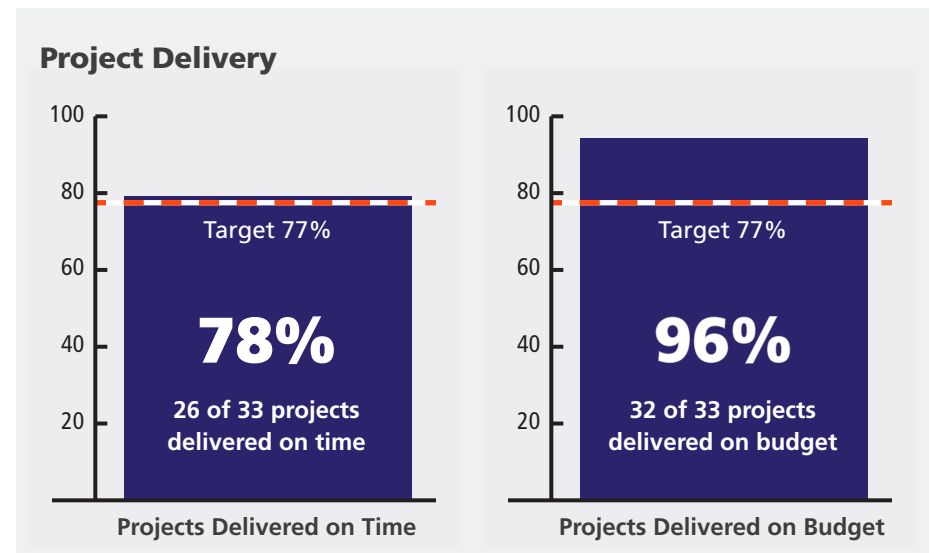 Project Delivery
100
80
60
40
20
Target 77%
78%
26 of 33 projects
delivered on time
Projects Delivered on Time
100
80
60
40
20
Target 77%
96%
32 of 33 projects
delivered on budget
Projects Delivered on Budget